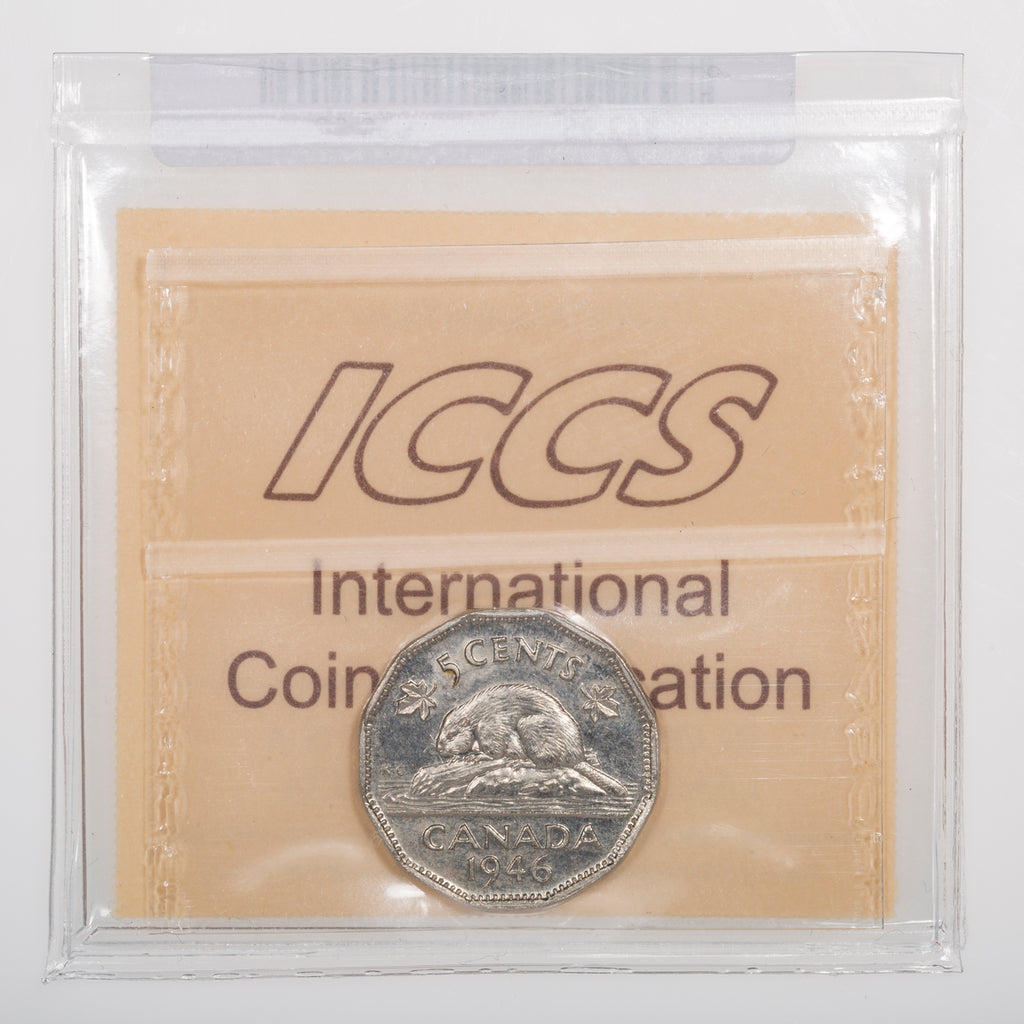 ICCS
International
Coin cation
5 CENTS
K G
CANADA
1946